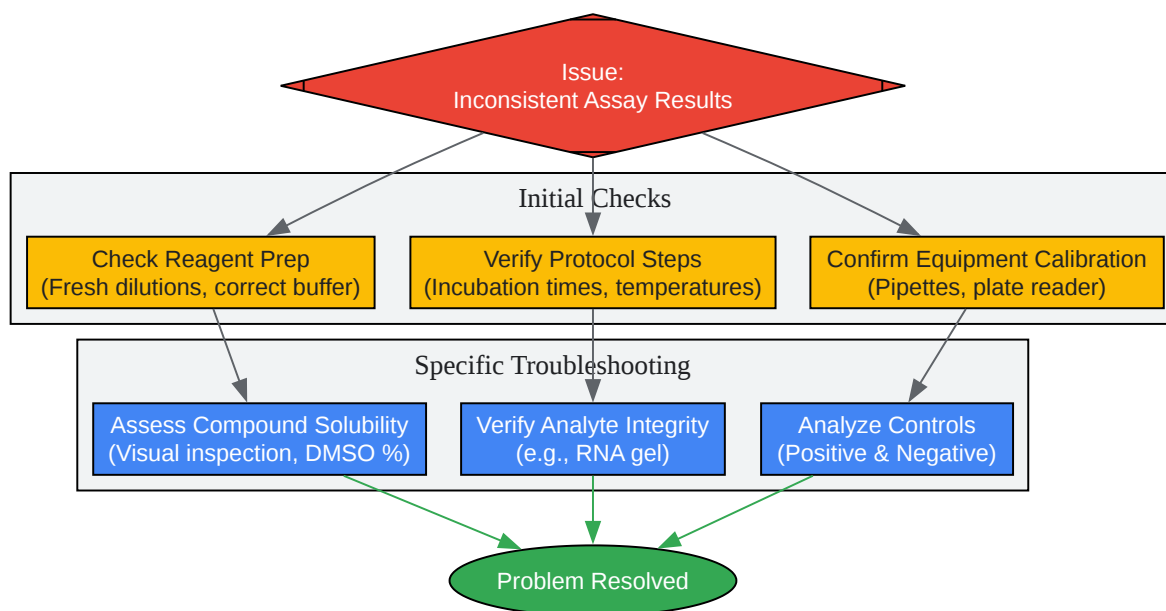 Issue:
Inconsistent Assay Results
Initial Checks
Check Reagent Prep
(Fresh dilutions, correct buffer)
Verify Protocol Steps
(Incubation times, temperatures)
Confirm Equipment Calibration
(Pipettes, plate reader)
Specific Troubleshooting
Assess Compound Solubility
(Visual inspection, DMSO %)
Verify Analyte Integrity
(e.g., RNA gel)
Analyze Controls
(Positive & Negative)
Problem Resolved